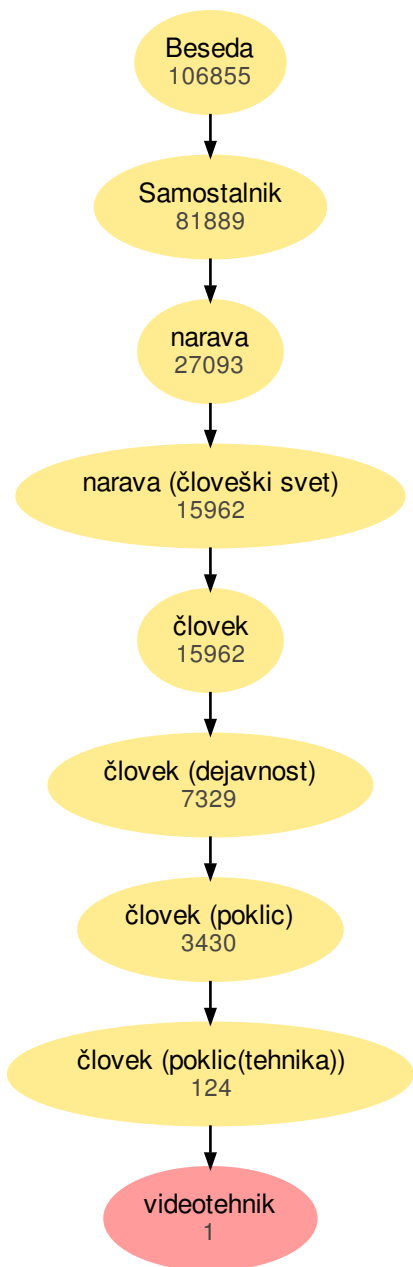 Beseda
106855
Samostalnik
81889
narava
27093
narava (človeški svet)
15962
človek
15962
človek (dejavnost)
7329
človek (poklic)
3430
človek (poklic(tehnika))
124
videotehnik
1